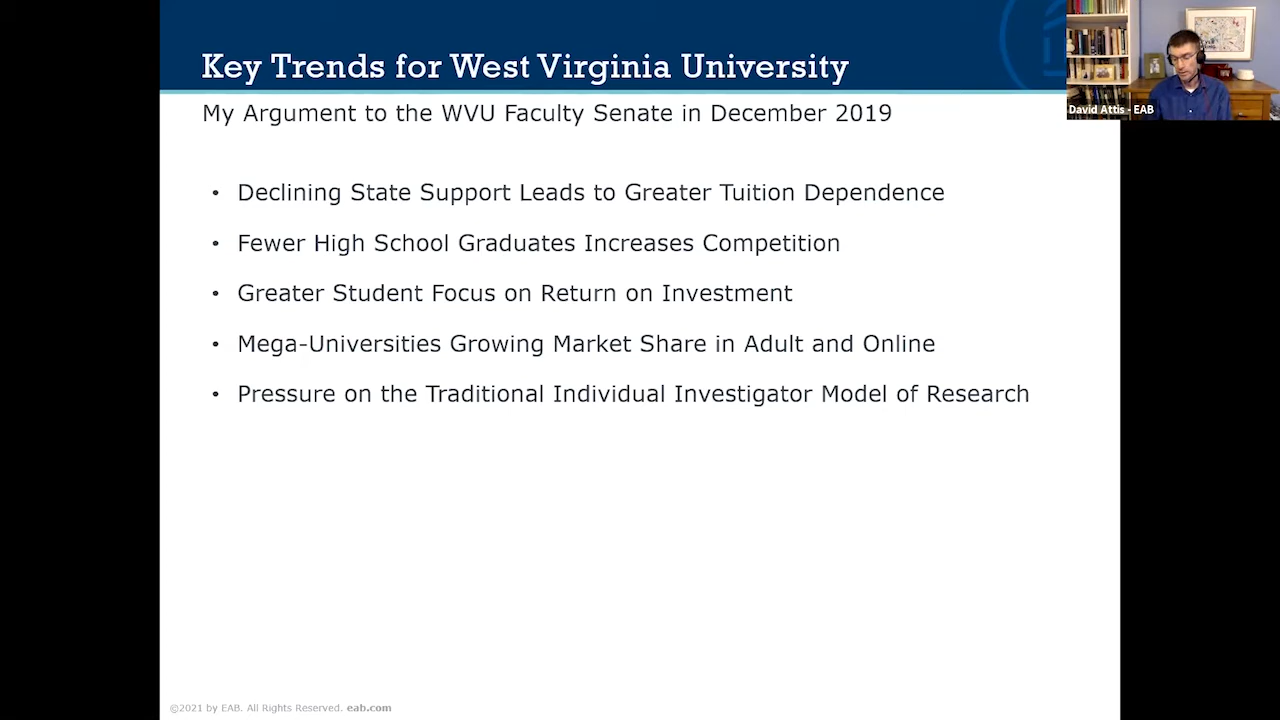 Key Trends for West Virginia University
My Argument to the WVU Faculty Senate in December 2019
• Declining State Support Leads to Greater Tuition Dependence
• Fewer High School Graduates Increases Competition
• Greater Student Focus on Return on Investment
• Mega-Universities Growing Market Share in Adult and Online
• Pressure on the Traditional Individual Investigator Model of Research
©2021 by EAB. All Rights Reserved. eab.com
David Attis - EAB